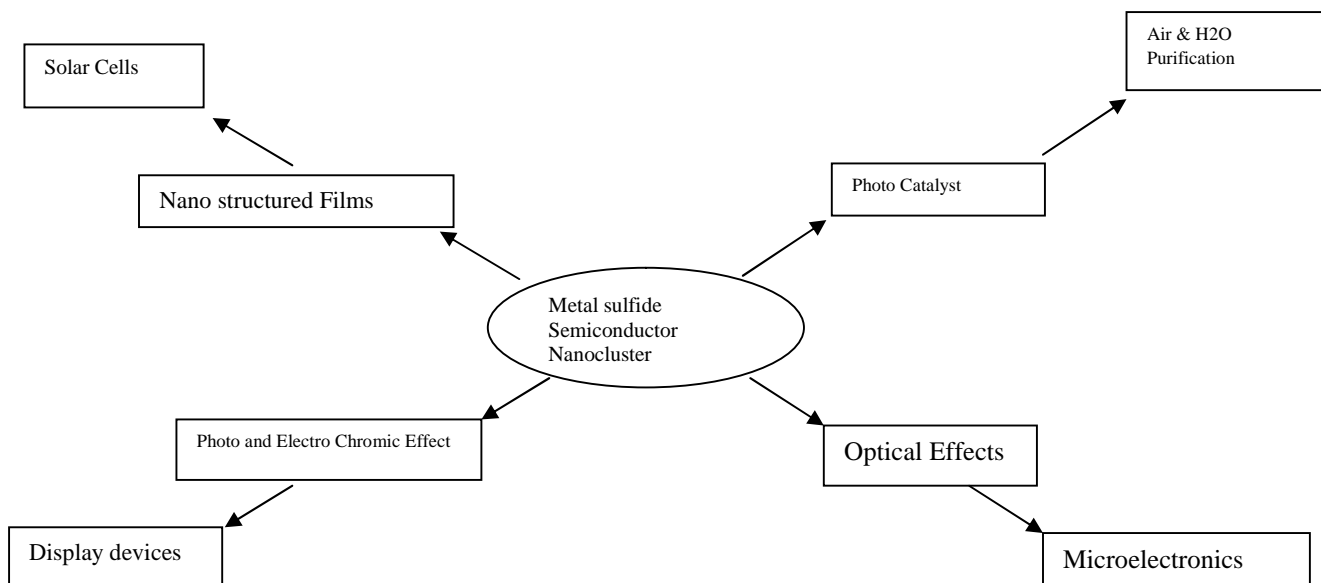 Air & H2O
Purification
Solar Cells
Photo Catalyst
Nano structured Films
Metal sulfide
Semiconductor
Nanocluster
Photo and Electro Chromic Effect
Optical Effects
Display devices
Microelectronics